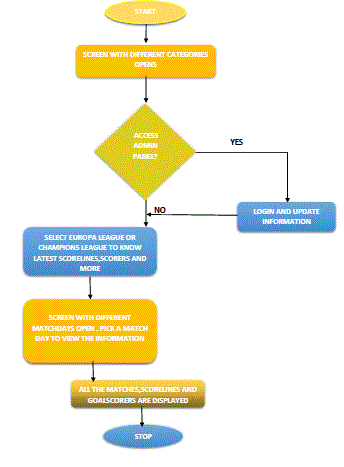 START
SCREEN WITH DIFFERENT CATEGORIES
OPENS
ACCESS
ADMIN
PANEL?
YES
NO
LOGIN AND UPDATE
INFORMATION
SELECT EUROPA LEAGUE OR
CHAMPIONS LEAGUE TO KNOW
LATEST SCORELINES,SCORERS AND
MORE
SCREEN WITH DIFFERENT
MATCHDAYS OPEN . PICK A MATCH
DAY TO VIEW THE INFORMATION
ALL THE MATCHES,SCORELINES AND
GOALSCORERS ARE DISPLAYED
STOP